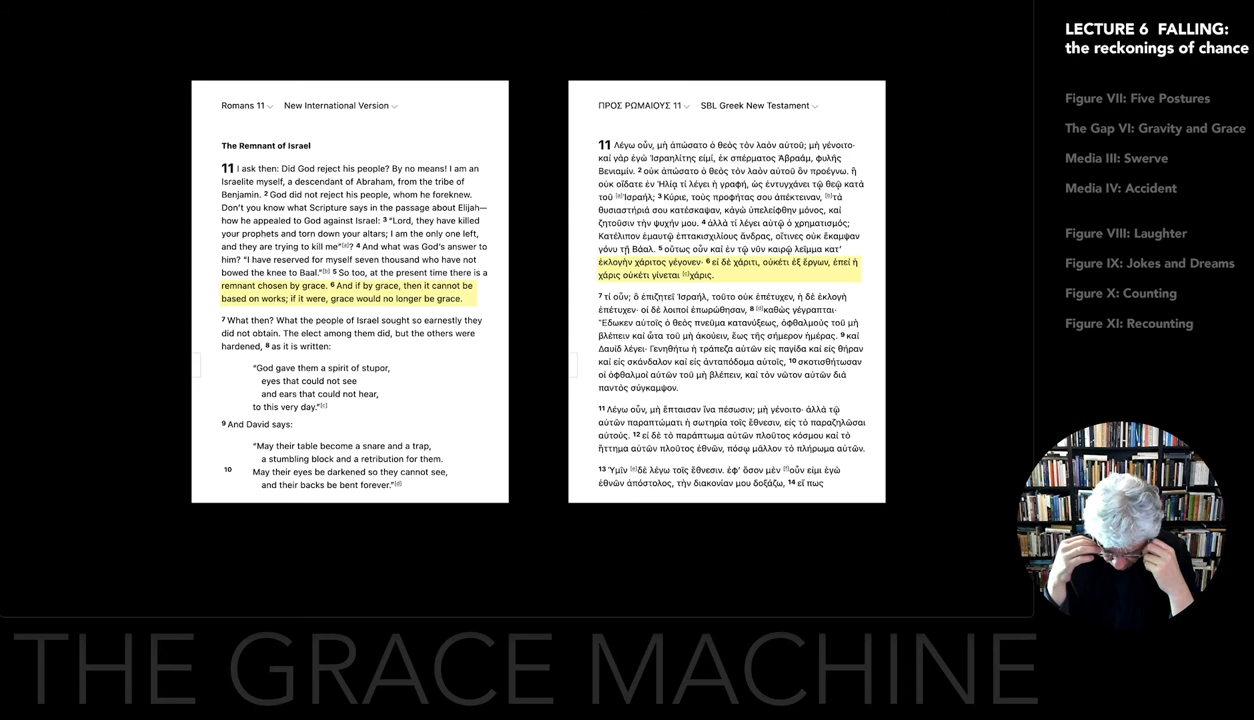 Romans 11 New International Version
The Remnant of Israel
11 I ask then: Did God reject his people? By no means! I am an
Israelite myself, a descendant of Abraham, from the tribe of
Benjamin. 2 God did not reject his people, whom he foreknew.
Don't you know what Scripture says in the passage about Elijah—
how he appealed to God against Israel: 3 "Lord, they have killed
your prophets and torn down your altars; I am the only one left,
and they are trying to kill me"[a]? 4 And what was God's answer to
him? "I have reserved for myself seven thousand who have not
bowed the knee to Baal."[b] 5 So too, at the present time there is a
remnant chosen by grace. 6 And if by grace, then it cannot be
based on works; if it were, grace would no longer be grace.
7 What then? What the people of Israel sought so earnestly they
did not obtain. The elect among them did, but the others were
hardened, 8 as it is written:
"God gave them a spirit of stupor,
eyes that could not see
and ears that could not hear,
to this very day."[c]
9 And David says:
"May their table become a snare and a trap,
a stumbling block and a retribution for them.
10 May their eyes be darkened so they cannot see,
and their backs be bent forever."[d]
ΠΡΟΣ ΡΩΜΑΙΟΥΣ 11 SBL Greek New Testament
11 Λέγω οὖν, μὴ ἀπώσατο ὁ θεὸς τὸν λαὸν αὐτοῦ; μὴ γένοιτο·
καὶ γὰρ ἐγὼ Ἰσραηλίτης εἰμί, ἐκ σπέρματος Ἀβραάμ, φυλῆς
Βενιαμίν. 2 οὐκ ἀπώσατο ὁ θεὸς τὸν λαὸν αὐτοῦ ὃν προέγνω. ἢ
οὐκ οἴδατε ἐν Ἠλίᾳ τί λέγει ἡ γραφή, ὡς ἐντυγχάνει τῷ θεῷ κατὰ
τοῦ [a]Ἰσραήλ; 3 Κύριε, τοὺς προφήτας σου ἀπέκτειναν, [b]τὰ
θυσιαστήριά σου κατέσκαψαν, κἀγὼ ὑπελείφθην μόνος, καὶ
ζητοῦσιν τὴν ψυχήν μου. 4 ἀλλὰ τί λέγει αὐτῷ ὁ χρηματισμός;
Κατέλιπον ἐμαυτῷ ἑπτακισχιλίους ἄνδρας, οἵτινες οὐκ ἔκαμψαν
γόνυ τῇ Βάαλ. 5 οὕτως οὖν καὶ ἐν τῷ νῦν καιρῷ λεῖμμα κατ'
ἐκλογὴν χάριτος γέγονεν· 6 εἰ δὲ χάριτι, οὐκέτι ἐξ ἔργων, ἐπεὶ ἡ
χάρις οὐκέτι γίνεται [c]χάρις.
7 τί οὖν; ὃ ἐπιζητεῖ Ἰσραήλ, τοῦτο οὐκ ἐπέτυχεν, ἡ δὲ ἐκλογὴ
ἐπέτυχεν· οἱ δὲ λοιποὶ ἐπωρώθησαν, 8 [d]καθὼς γέγραπται·
Ἔδωκεν αὐτοῖς ὁ θεὸς πνεῦμα κατανύξεως, ὀφθαλμοὺς τοῦ μὴ
βλέπειν καὶ ὦτα τοῦ μὴ ἀκούειν, ἕως τῆς σήμερον ἡμέρας. 9 καὶ
Δαυὶδ λέγει· Γενηθήτω ἡ τράπεζα αὐτῶν εἰς παγίδα καὶ εἰς θήραν
καὶ εἰς σκάνδαλον καὶ εἰς ἀνταπόδομα αὐτοῖς, 10 σκοτισθήτωσαν
οἱ ὀφθαλμοὶ αὐτῶν τοῦ μὴ βλέπειν, καὶ τὸν νῶτον αὐτῶν διὰ
παντὸς σύγκαμψον.
11 Λέγω οὖν, μὴ ἔπταισαν ἵνα πέσωσιν; μὴ γένοιτο· ἀλλὰ τῷ
αὐτῶν παραπτώματι ἡ σωτηρία τοῖς ἔθνεσιν, εἰς τὸ παραζηλῶσαι
αὐτούς. 12 εἰ δὲ τὸ παράπτωμα αὐτῶν πλοῦτος κόσμου καὶ τὸ
ἥττημα αὐτῶν πλοῦτος ἐθνῶν, πόσῳ μᾶλλον τὸ πλήρωμα αὐτῶν.
13 Ὑμῖν [e]δὲ λέγω τοῖς ἔθνεσιν. ἐφ' ὅσον μὲν [f]οὖν εἰμι ἐγὼ
ἐθνῶν ἀπόστολος, τὴν διακονίαν μου δοξάζω, 14 εἴ πως
LECTURE 6 FALLING:
the reckonings of chance
Figure VII: Five Postures
The Gap VI: Gravity and Grace
Media III: Swerve
Media IV: Accident
Figure VIII: Laughter
Figure IX: Jokes and Dreams
Figure X: Counting
Figure XI: Recounting
THE GRACE MACHINE